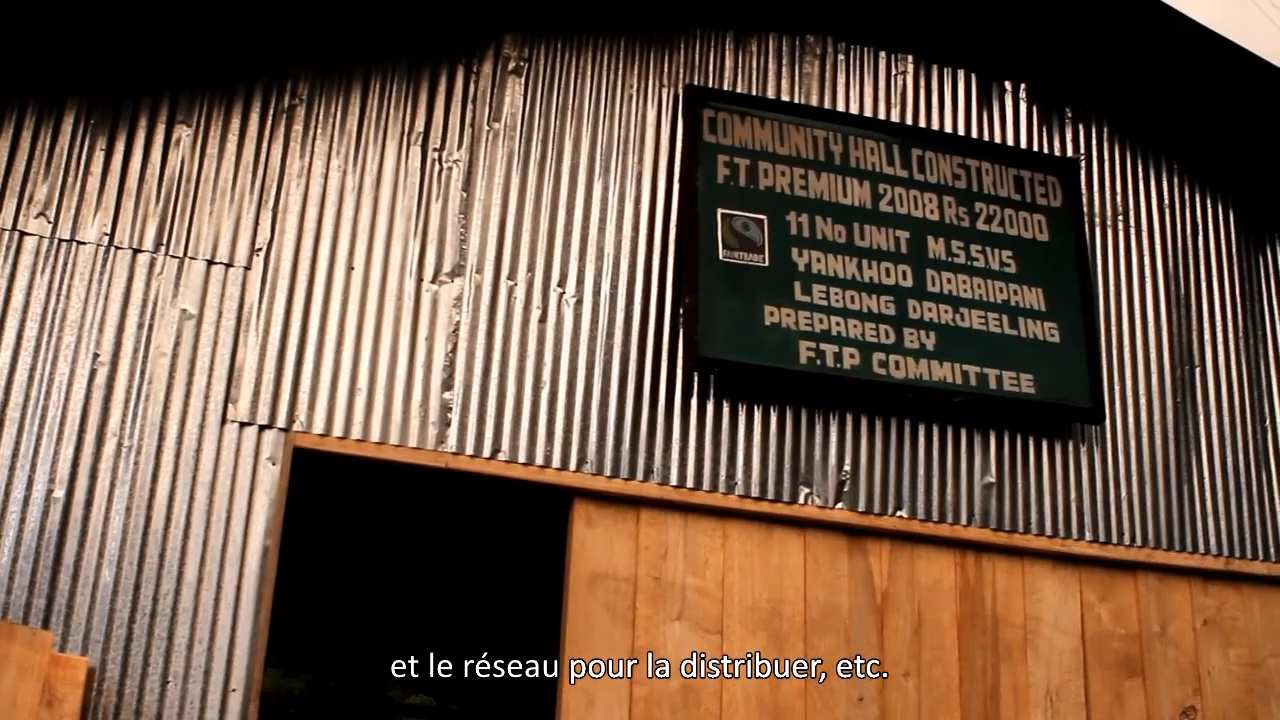 COMMUNITY HALL CONSTRUCTED
F.T. PREMIUM 2008 Rs 22000
FAIRTRADE
11 No UNIT M.S.S.V.S
YANKHOO DABAIPANI
LEBONG DARJEELING
PREPARED BY
F.T.P COMMITTEE
et le réseau pour la distribuer, etc.